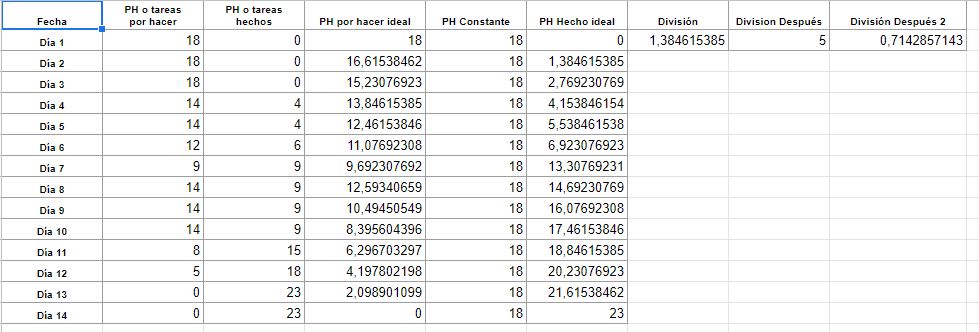 Fecha PH o tareas por hacer PH o tareas hechos PH por hacer ideal PH Constante PH Hecho ideal División Division Después División Después 2
Día 1 18 0 18 18 0 1,384615385 5 0,7142857143
Día 2 18 0 16,61538462 18 1,384615385
Día 3 18 0 15,23076923 18 2,769230769
Día 4 14 4 13,84615385 18 4,153846154
Día 5 14 4 12,46153846 18 5,538461538
Día 6 12 6 11,07692308 18 6,923076923
Día 7 9 9 9,692307692 18 13,30769231
Día 8 14 9 12,59340659 18 14,69230769
Día 9 14 9 10,49450549 18 16,07692308
Día 10 14 9 8,395604396 18 17,46153846
Día 11 8 15 6,296703297 18 18,84615385
Día 12 5 18 4,197802198 18 20,23076923
Día 13 0 23 2,098901099 18 21,61538462
Día 14 0 23 0 18 23